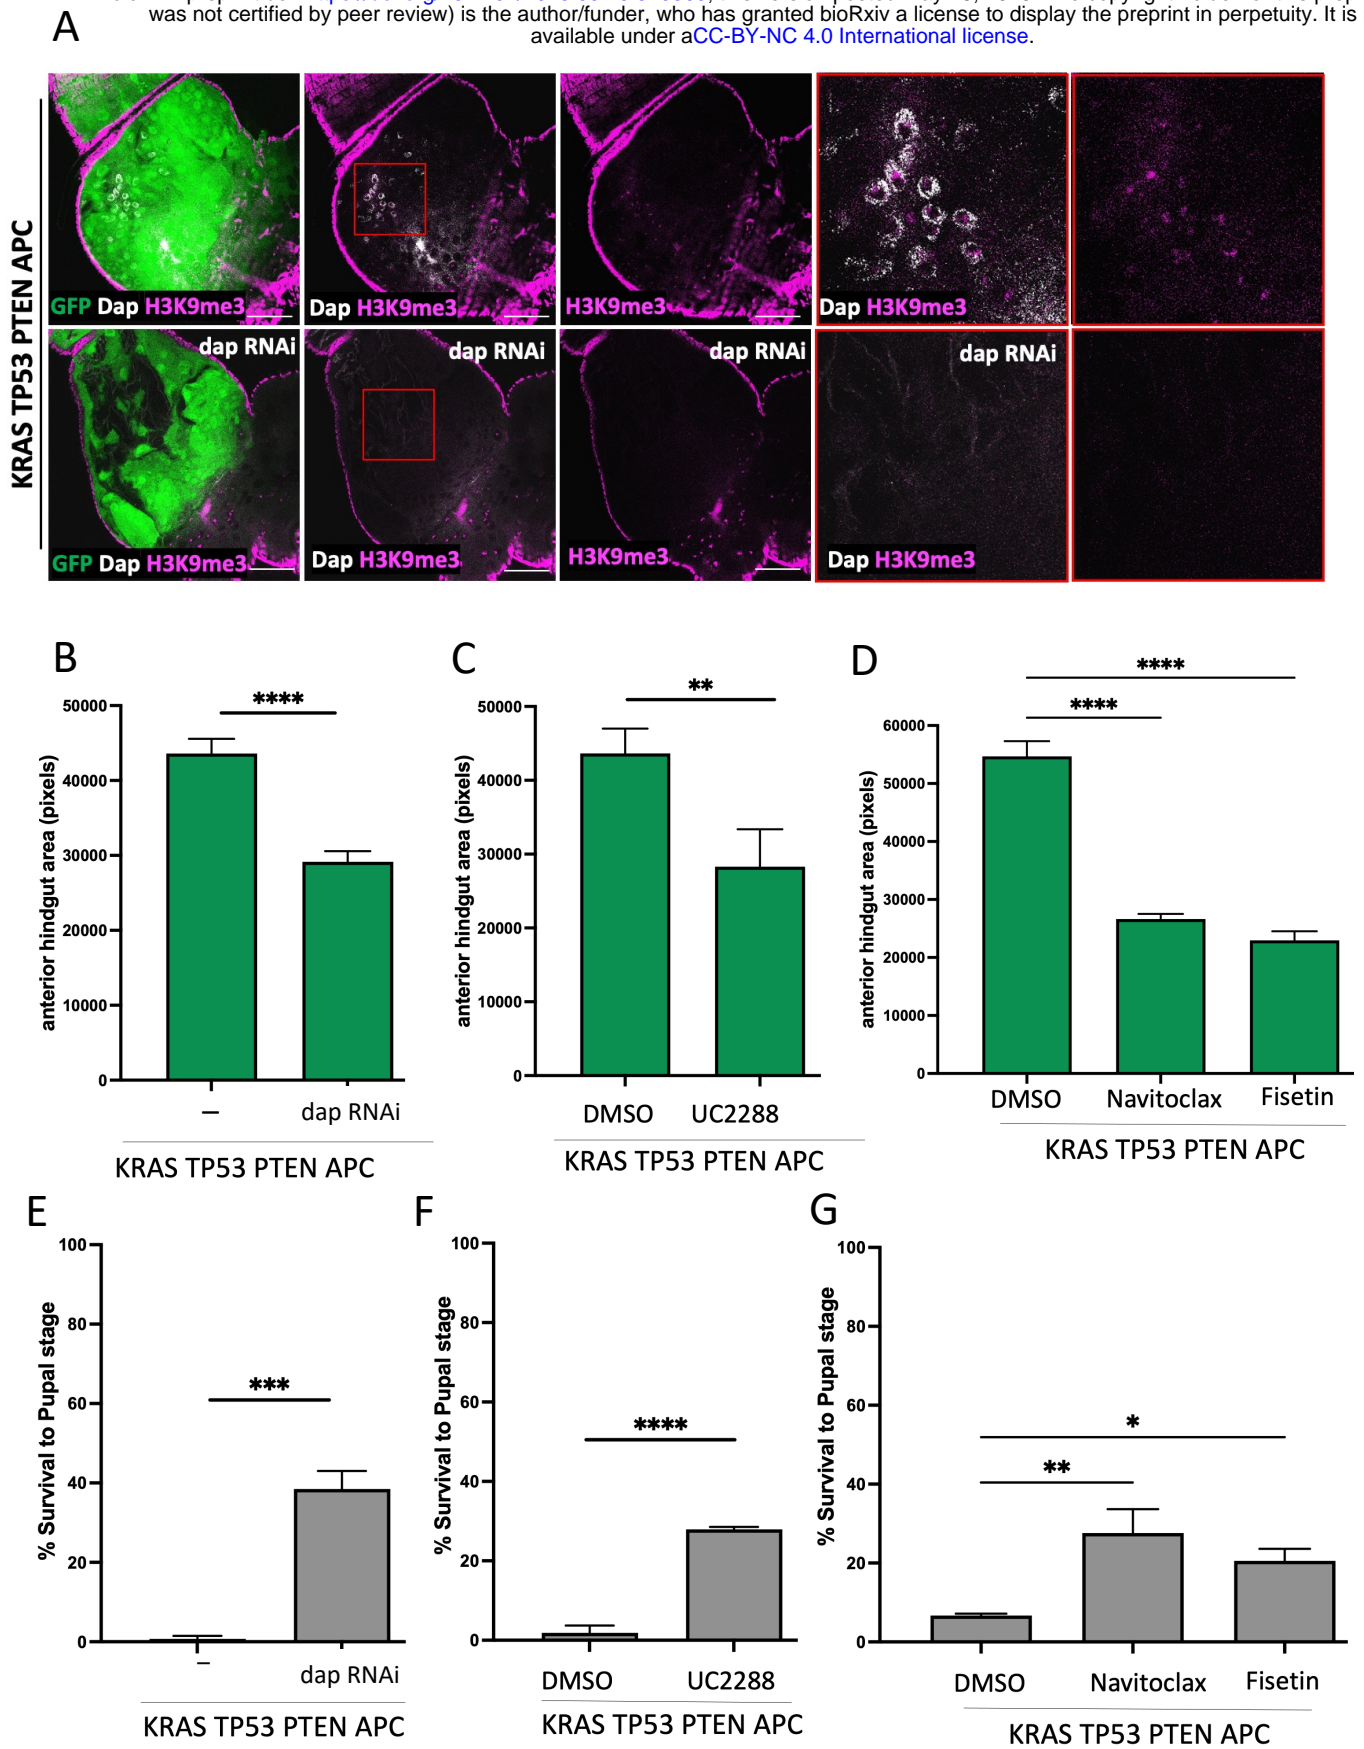 was not certified by peer review) is the author/funder, who has granted bioRxiv a license to display the preprint in perpetuity. It is
available under aCC-BY-NC 4.0 International license.
A
KRAS TP53 PTEN APC
GFP Dap H3K9me3
Dap H3K9me3
H3K9me3
Dap H3K9me3
dap RNAi
dap RNAi
dap RNAi
dap RNAi
GFP Dap H3K9me3
Dap H3K9me3
H3K9me3
Dap H3K9me3
B
anterior hindgut area (pixels)
50000
40000
30000
20000
10000
0
****
–
dap RNAi
KRAS TP53 PTEN APC
C
anterior hindgut area (pixels)
50000
40000
30000
20000
10000
0
**
DMSO
UC2288
KRAS TP53 PTEN APC
D
anterior hindgut area (pixels)
60000
50000
40000
30000
20000
10000
0
****
****
DMSO
Navitoclax
Fisetin
KRAS TP53 PTEN APC
E
% Survival to Pupal stage
100
80
60
40
20
0
***
–
dap RNAi
KRAS TP53 PTEN APC
F
% Survival to Pupal stage
100
80
60
40
20
0
****
DMSO
UC2288
KRAS TP53 PTEN APC
G
% Survival to Pupal stage
100
80
60
40
20
0
*
**
DMSO
Navitoclax
Fisetin
KRAS TP53 PTEN APC